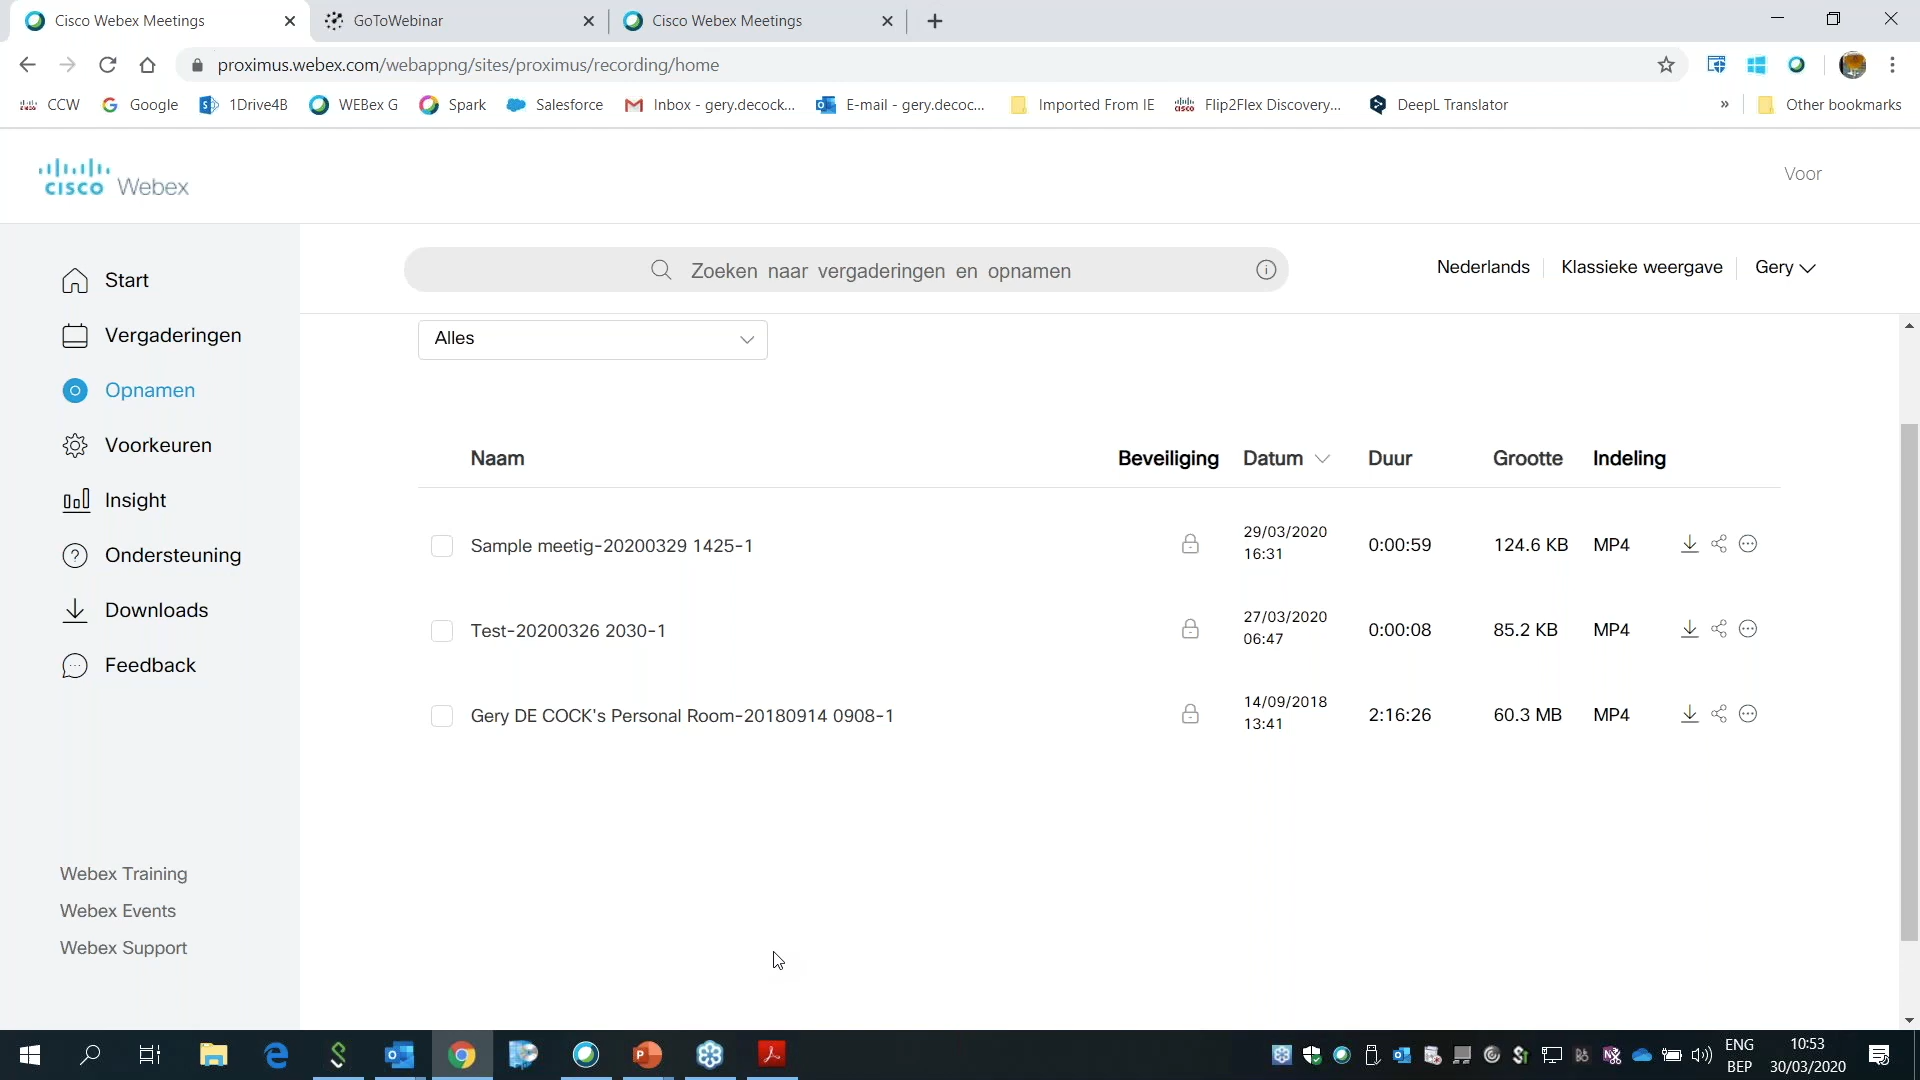 Cisco Webex Meetings
GoToWebinar
Cisco Webex Meetings
proximus.webex.com/webappng/sites/proximus/recording/home
CCW
Google
1Drive4B
WEBex G
Spark
Salesforce
Inbox - gery.decock...
E-mail - gery.decoc...
Imported From IE
Flip2Flex Discovery...
DeepL Translator
»
Other bookmarks
CISCO Webex
Voor
Start
Vergaderingen
Opnamen
Voorkeuren
Insight
Ondersteuning
Downloads
Feedback
Webex Training
Webex Events
Webex Support
Zoeken naar vergaderingen en opnamen
Nederlands
Klassieke weergave
Gery
Alles
Naam Beveiliging Datum Duur Grootte Indeling
Sample meetig-20200329 1425-1 29/03/2020 16:31 0:00:59 124.6 KB MP4
Test-20200326 2030-1 27/03/2020 06:47 0:00:08 85.2 KB MP4
Gery DE COCK's Personal Room-20180914 0908-1 14/09/2018 13:41 2:16:26 60.3 MB MP4
ENG
BEP
10:53
30/03/2020